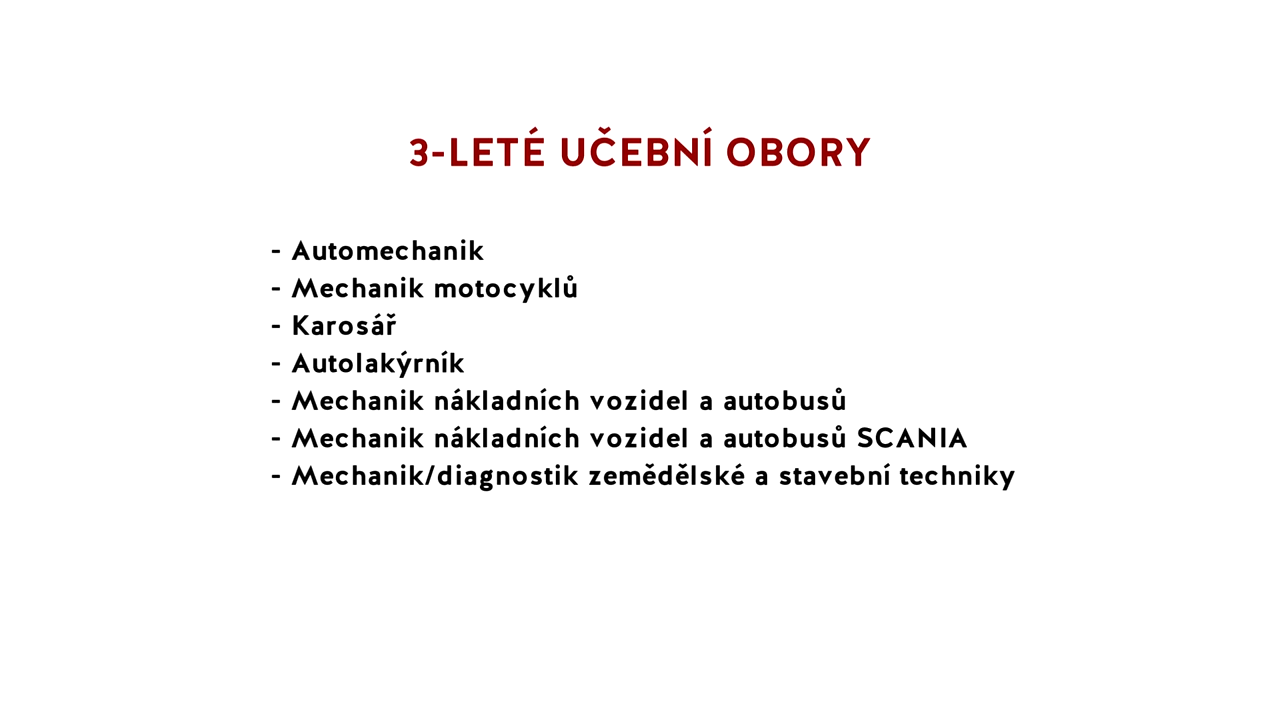 3-LETÉ UČEBNÍ OBORY
- Automechanik
- Mechanik motocyklů
- Karosář
- Autolakýrník
- Mechanik nákladních vozidel a autobusů
- Mechanik nákladních vozidel a autobusů SCANIA
- Mechanik/diagnostik zemědělské a stavební techniky